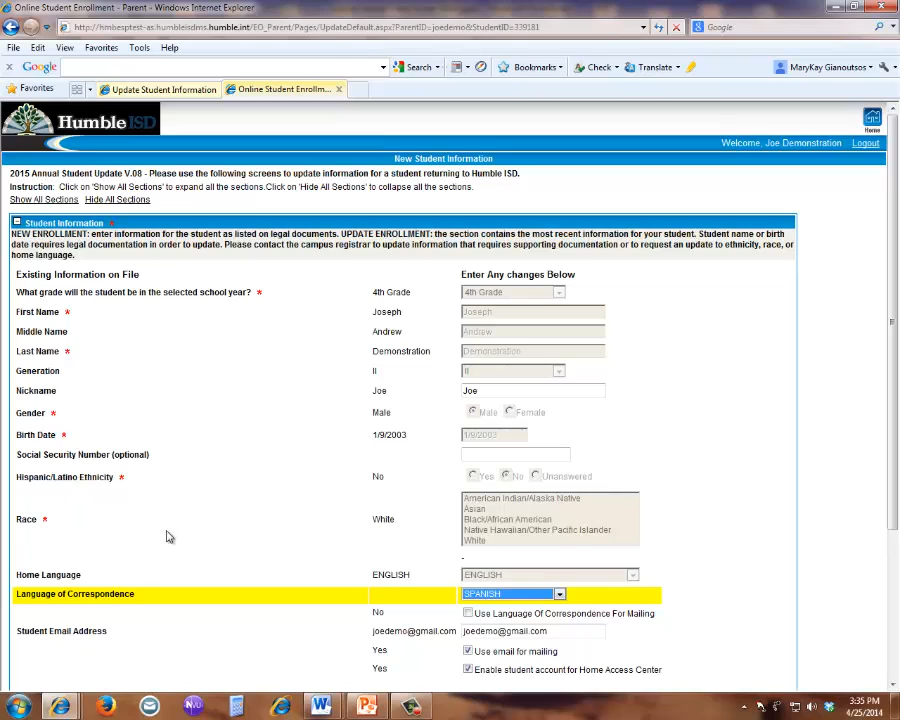 Online Student Enrollment - Parent - Windows Internet Explorer
http://hmbesptest-as.humbleisdms.humble.int/EO_Parent/Pages/UpdateDefault.aspx?ParentID=joedemo&StudentID=339181
Google
File Edit View Favorites Tools Help
Google Search Bookmarks Check Translate MaryKay Gianoutsos
Favorites Update Student Information Online Student Enrollm...
Humble ISD
Home
Welcome, Joe Demonstration Logout
New Student Information
2015 Annual Student Update V.08 - Please use the following screens to update information for a student returning to Humble ISD.
Instruction: Click on 'Show All Sections' to expand all the sections.Click on 'Hide All Sections' to collapse all the sections.
Show All Sections Hide All Sections
Student Information *
NEW ENROLLMENT: enter information for the student as listed on legal documents. UPDATE ENROLLMENT: the section contains the most recent information for your student. Student name or birth
date requires legal documentation in order to update. Please contact the campus registrar to update information that requires supporting documentation or to request an update to ethnicity, race, or
home language.
Existing Information on File Enter Any changes Below
What grade will the student be in the selected school year? * 4th Grade 4th Grade
First Name * Joseph Joseph
Middle Name Andrew Andrew
Last Name * Demonstration Demonstration
Generation II II
Nickname Joe Joe
Gender * Male Male Female
Birth Date * 1/9/2003 1/9/2003
Social Security Number (optional)
Hispanic/Latino Ethnicity * No Yes No Unanswered
American Indian/Alaska Native
Asian
Race * White Black/African American
Native Hawaiian/Other Pacific Islander
White
-
Home Language ENGLISH ENGLISH
Language of Correspondence SPANISH
No Use Language Of Correspondence For Mailing
Student Email Address joedemo@gmail.com joedemo@gmail.com
Yes Use email for mailing
Yes Enable student account for Home Access Center
3:35 PM
4/25/2014